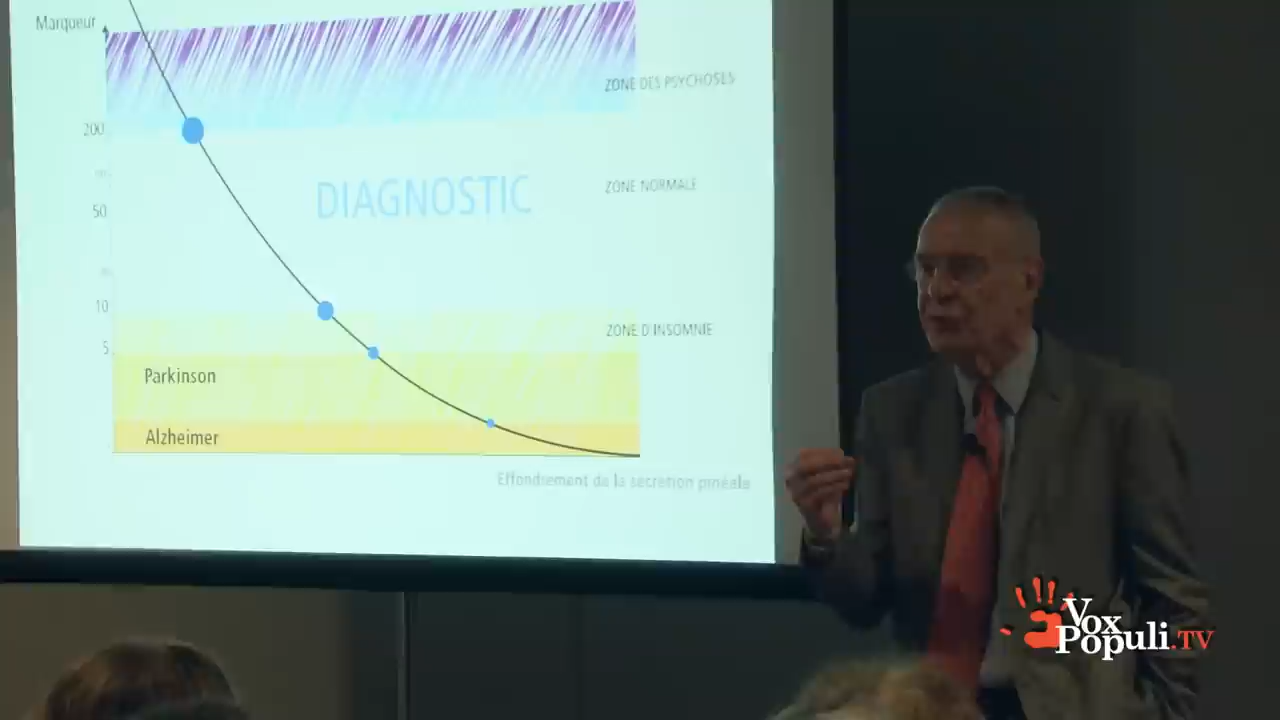 Marqueur
ZONE DES PSYCHOSES
200
ZONE NORMALE
DIAGNOSTIC
50
10
ZONE D'INSOMNIE
5
Parkinson
Alzheimer
Effondrement de la sécrétion pinéale
Vox
Populi.TV